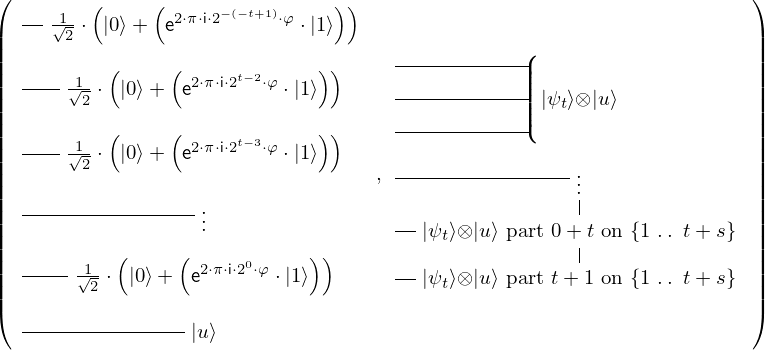 1/√2 · (|0⟩ + (e^{2·π·i·2^{−(−t+1)}·φ} · |1⟩))
1/√2 · (|0⟩ + (e^{2·π·i·2^{t−2}·φ} · |1⟩))
1/√2 · (|0⟩ + (e^{2·π·i·2^{t−3}·φ} · |1⟩))
⋮
1/√2 · (|0⟩ + (e^{2·π·i·2^{0}·φ} · |1⟩))
|u⟩
,
|ψ_t⟩⊗|u⟩
⋮
|ψ_t⟩⊗|u⟩ part 0 + t on {1 . . t + s}
|ψ_t⟩⊗|u⟩ part t + 1 on {1 . . t + s}